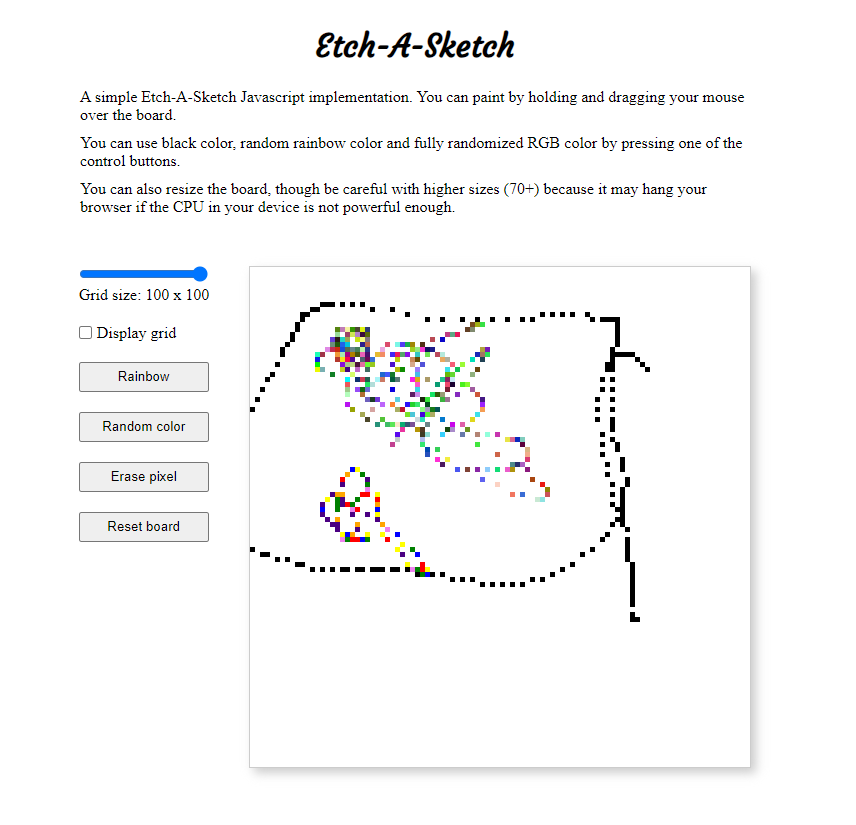 Etch-A-Sketch
A simple Etch-A-Sketch Javascript implementation. You can paint by holding and dragging your mouse
over the board.
You can use black color, random rainbow color and fully randomized RGB color by pressing one of the
control buttons.
You can also resize the board, though be careful with higher sizes (70+) because it may hang your
browser if the CPU in your device is not powerful enough.
Grid size: 100 x 100
Display grid
Rainbow
Random color
Erase pixel
Reset board